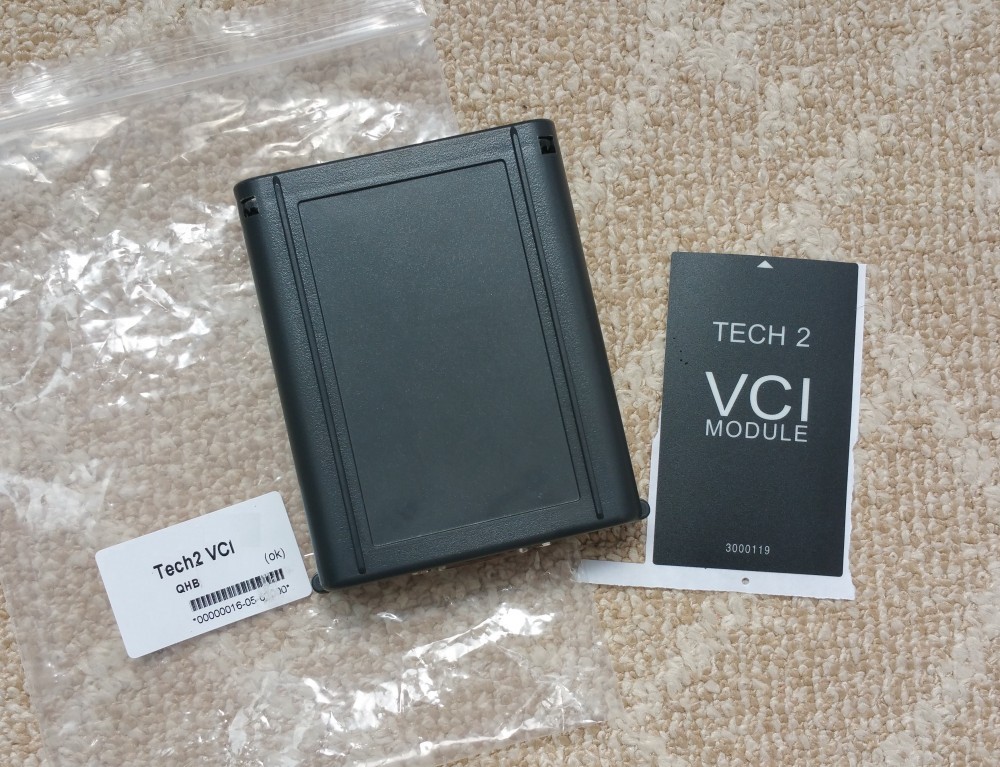 Tech2 VCI
(ok)
QHB
TECH 2
VCI
MODULE
3000119